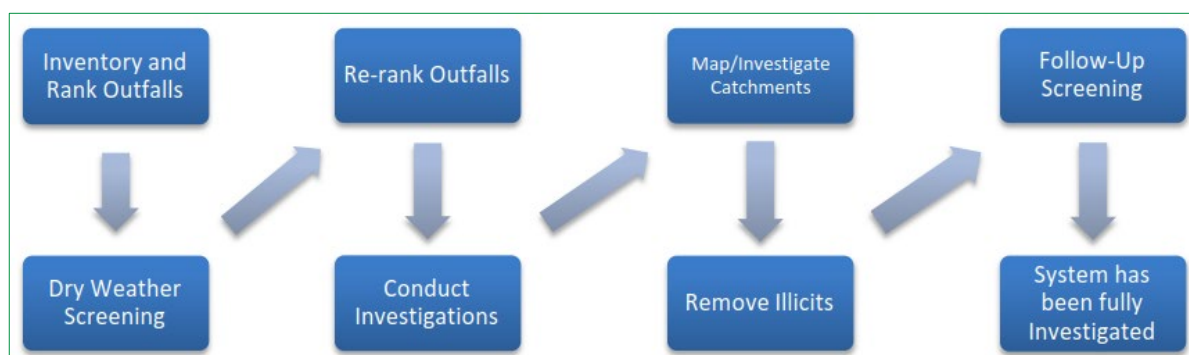 Inventory and
Rank Outfalls
Dry Weather
Screening
Re-rank Outfalls
Conduct
Investigations
Map/Investigate
Catchments
Remove Illicits
Follow-Up
Screening
System has
been fully
Investigated